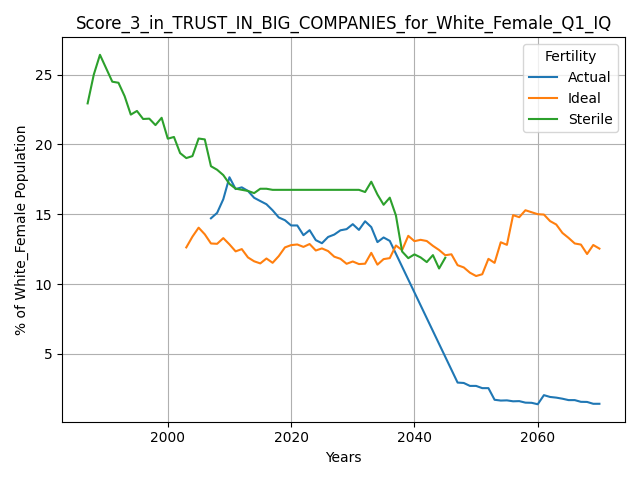 Score_3_in_TRUST_IN_BIG_COMPANIES_for_White_Female_Q1_IQ
% of White_Female Population
25
20
15
10
5
Fertility
Actual
Ideal
Sterile
2000
2020
2040
2060
Years